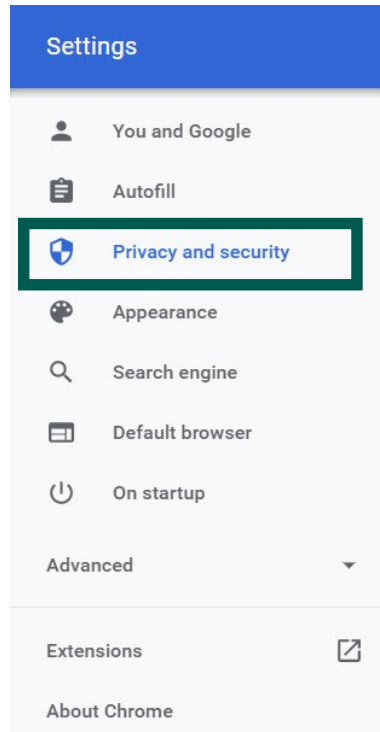 Settings
You and Google
Autofill
Privacy and security
Appearance
Search engine
Default browser
On startup
Advanced
Extensions
About Chrome